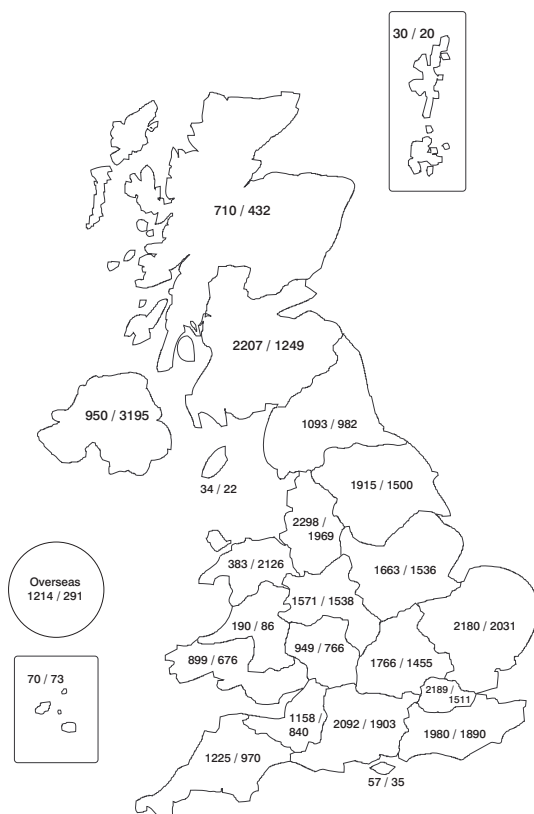 30 / 20
710 / 432
2207 / 1249
950 / 3195
1093 / 982
34 / 22
1915 / 1500
2298 /
1969
383 / 2126
1663 / 1536
Overseas
1214 / 291
1571 / 1538
190 / 86
2180 / 2031
949 / 766
899 / 676
1766 / 1455
70 / 73
2189 /
1511
1158 /
840
2092 / 1903
1980 / 1890
1225 / 970
57 / 35